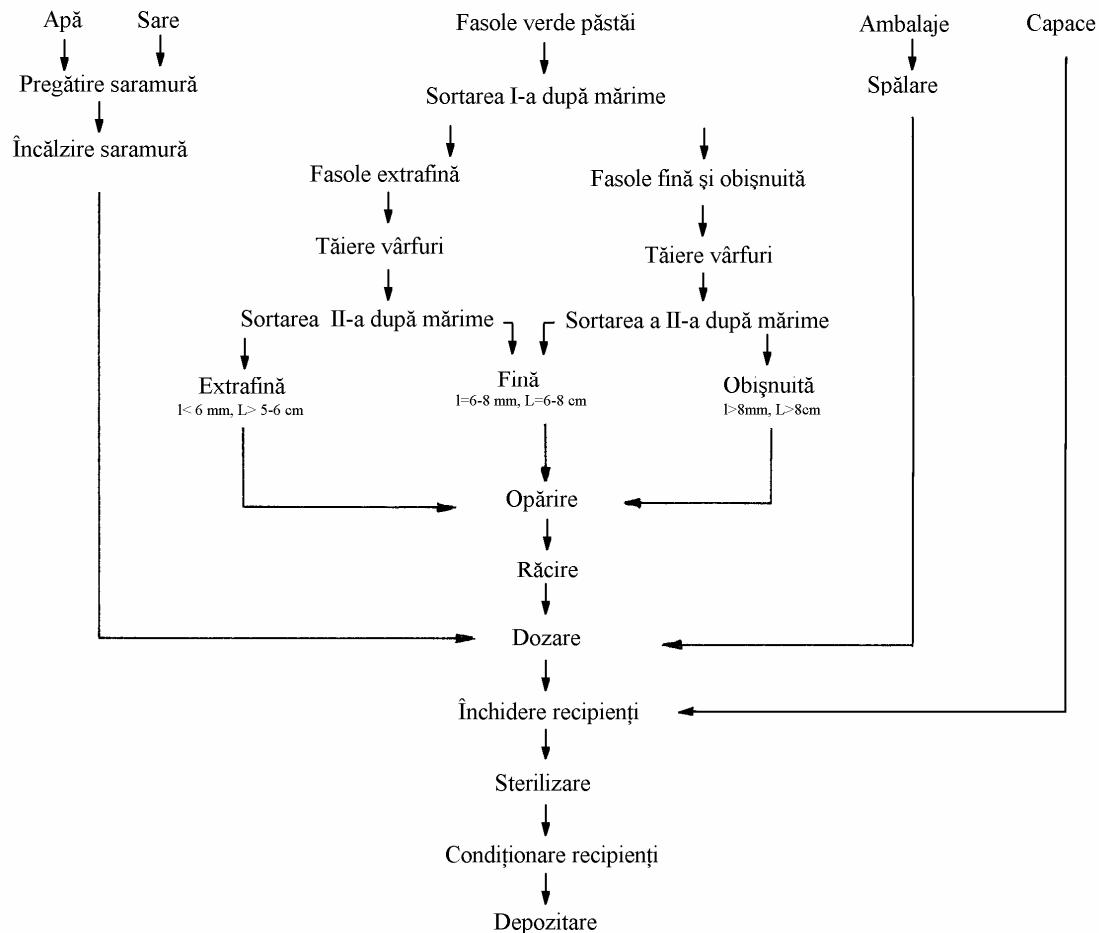 Apă
Sare
Fasole verde păstăi
Ambalaje
Capace
Pregătire saramură
Sortarea I-a după mărime
Spălare
Încălzire saramură
Fasole extrafină
Fasole fină și obișnuită
Tăiere vârfuri
Tăiere vârfuri
Sortarea II-a după mărime
Sortarea a II-a după mărime
Extrafină
l< 6 mm, L> 5-6 cm
Fină
l=6-8 mm, L=6-8 cm
Obişnuită
l>8mm, L>8cm
Opărire
Răcire
Dozare
Închidere recipienți
Sterilizare
Condiționare recipienți
Depozitare